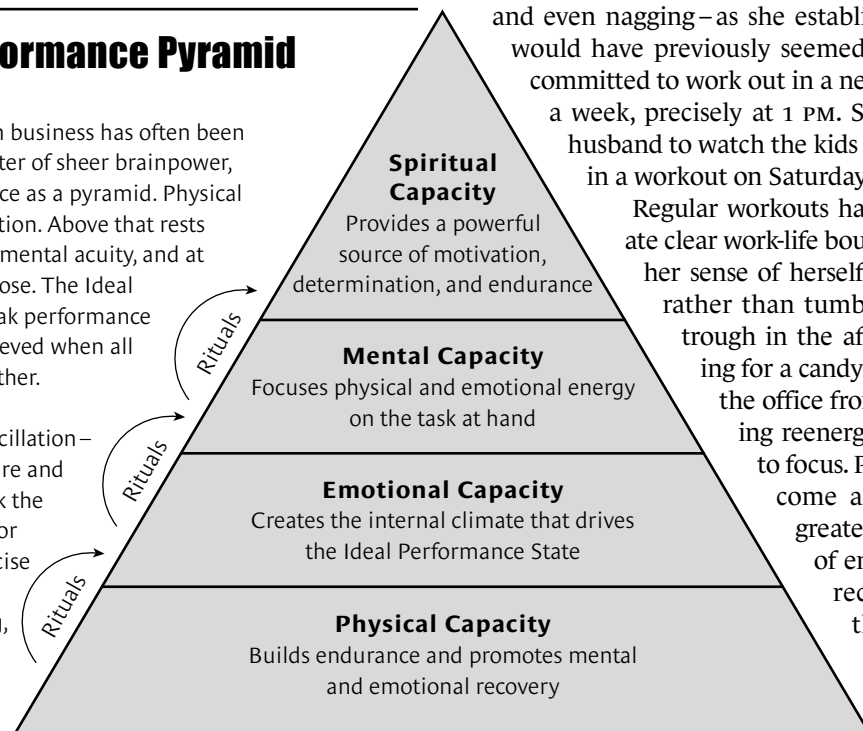 ormance Pyramid
n business has often been
ter of sheer brainpower,
ce as a pyramid. Physical
tion. Above that rests
mental acuity, and at
ose. The Ideal
ak performance
eved when all
ther.
cillation–
re and
k the
or
cise
,
Rituals
Rituals
Rituals
Spiritual
Capacity
Provides a powerful
source of motivation,
determination, and endurance
Mental Capacity
Focuses physical and emotional energy
on the task at hand
Emotional Capacity
Creates the internal climate that drives
the Ideal Performance State
Physical Capacity
Builds endurance and promotes mental
and emotional recovery
and even nagging–as she establi
would have previously seemed
committed to work out in a ne
a week, precisely at 1 PM. S
husband to watch the kids
in a workout on Saturday
Regular workouts ha
ate clear work-life bou
her sense of herself
rather than tumb
trough in the af
ing for a candy
the office fro
ing reenerg
to focus. P
come a
greate
of en
rec
t